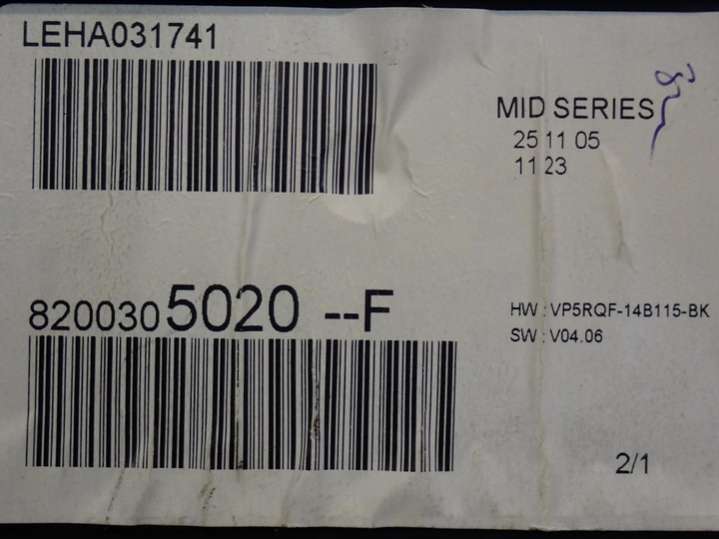 LEHA031741
MID SERIES
25 11 05
11 23
8200305020 --F
HW : VP5RQF-14B115-BK
SW : V04.06
2/1